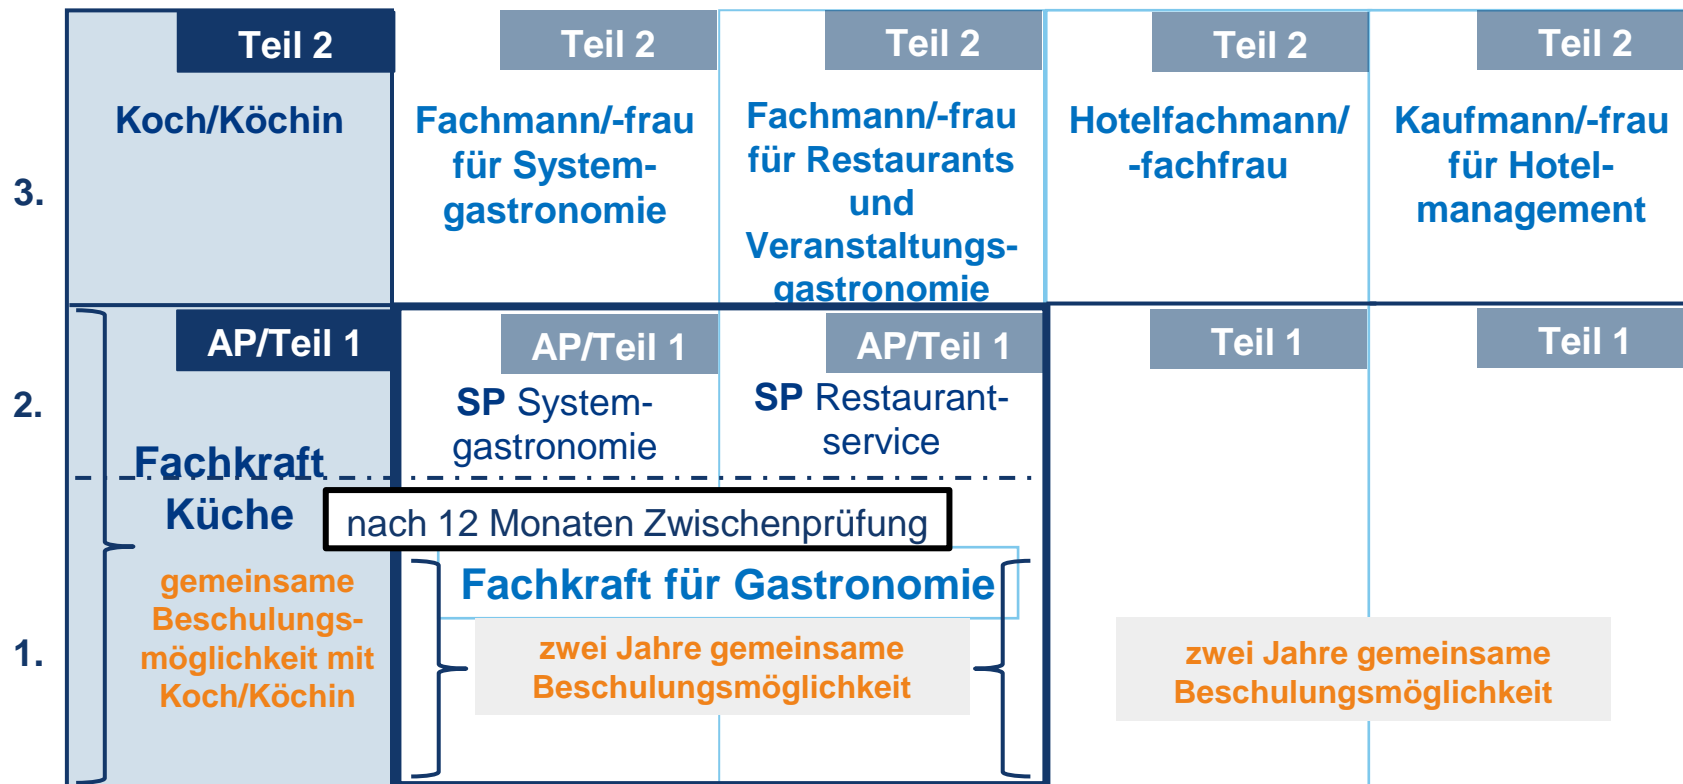 Teil 2
Teil 2
Teil 2
Teil 2
Teil 2
3.
Koch/Köchin
Fachmann/-frau
für System-
gastronomie
Fachmann/-frau
für Restaurants
und
Veranstaltungs-
gastronomie
Hotelfachmann/
-fachfrau
Kaufmann/-frau
für Hotel-
management
AP/Teil 1
AP/Teil 1
AP/Teil 1
Teil 1
Teil 1
2.
SP System-
gastronomie
SP Restaurant-
service
Fachkraft
Küche
nach 12 Monaten Zwischenprüfung
Fachkraft für Gastronomie
1.
gemeinsame
Beschulungs-
möglichkeit mit
Koch/Köchin
zwei Jahre gemeinsame
Beschulungsmöglichkeit
zwei Jahre gemeinsame
Beschulungsmöglichkeit